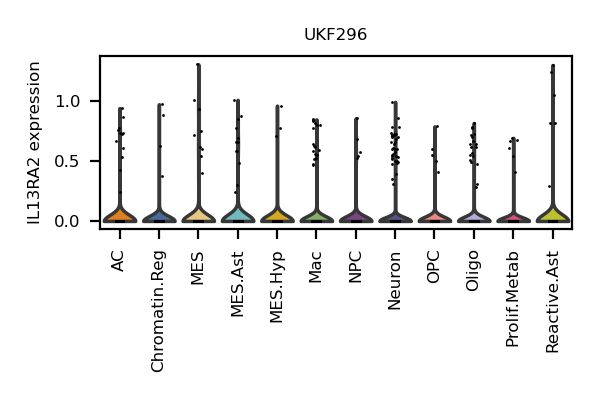 UKF296
IL13RA2 expression
1.0
0.5
0.0
AC
Chromatin.Reg
MES
MES.Ast
MES.Hyp
Mac
NPC
Neuron
OPC
Oligo
Prolif.Metab
Reactive.Ast